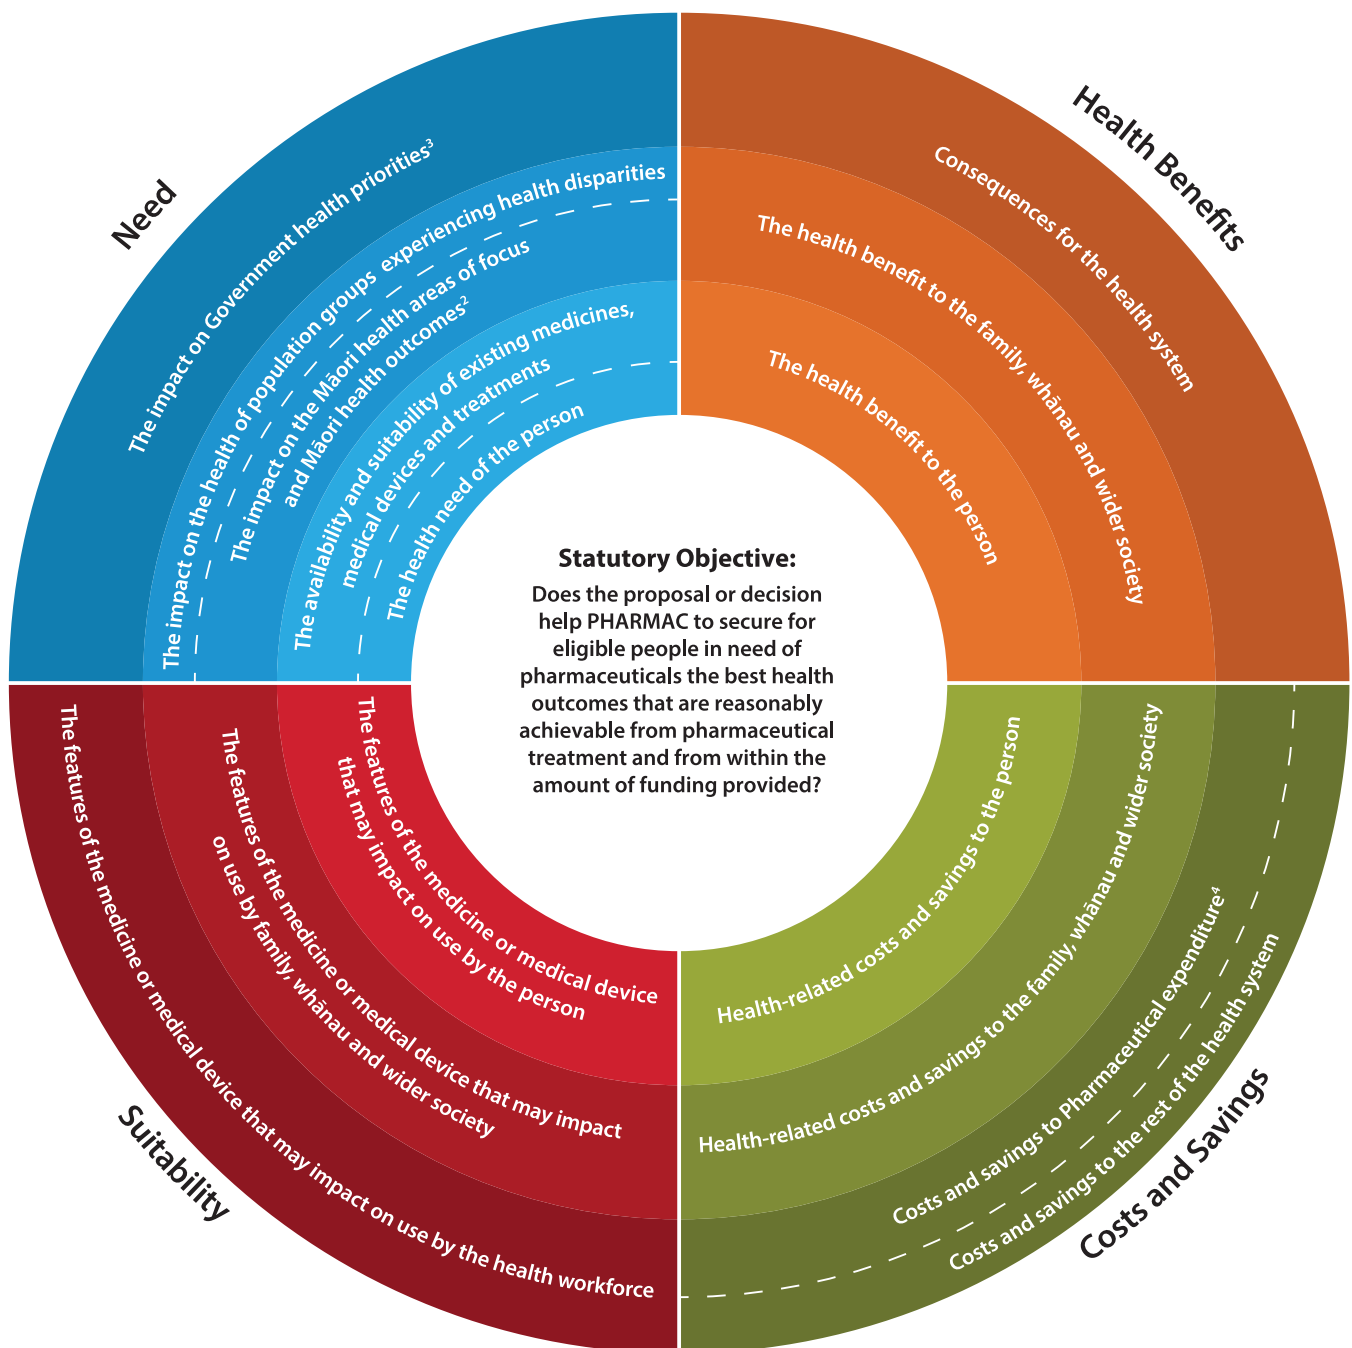 Need
The impact on Government health priorities³
The impact on the health of population groups experiencing health disparities
The impact on the Māori health areas of focus
and Māori health outcomes²
The availability and suitability of existing medicines,
medical devices and treatments
The health need of the person
Health Benefits
Consequences for the health system
The health benefit to the family, whānau and wider society
The health benefit to the person
Statutory Objective:
Does the proposal or decision
help PHARMAC to secure for
eligible people in need of
pharmaceuticals the best health
outcomes that are reasonably
achievable from pharmaceutical
treatment and from within the
amount of funding provided?
The features of the medicine or medical device
that may impact on use by the person
The features of the medicine or medical device that may impact
on use by family, whānau and wider society
The features of the medicine or medical device that may impact on use by the health workforce
Suitability
Health-related costs and savings to the person
Health-related costs and savings to the family, whānau and wider society
Costs and savings to Pharmaceutical expenditure⁴
Costs and savings to the rest of the health system
Costs and Savings